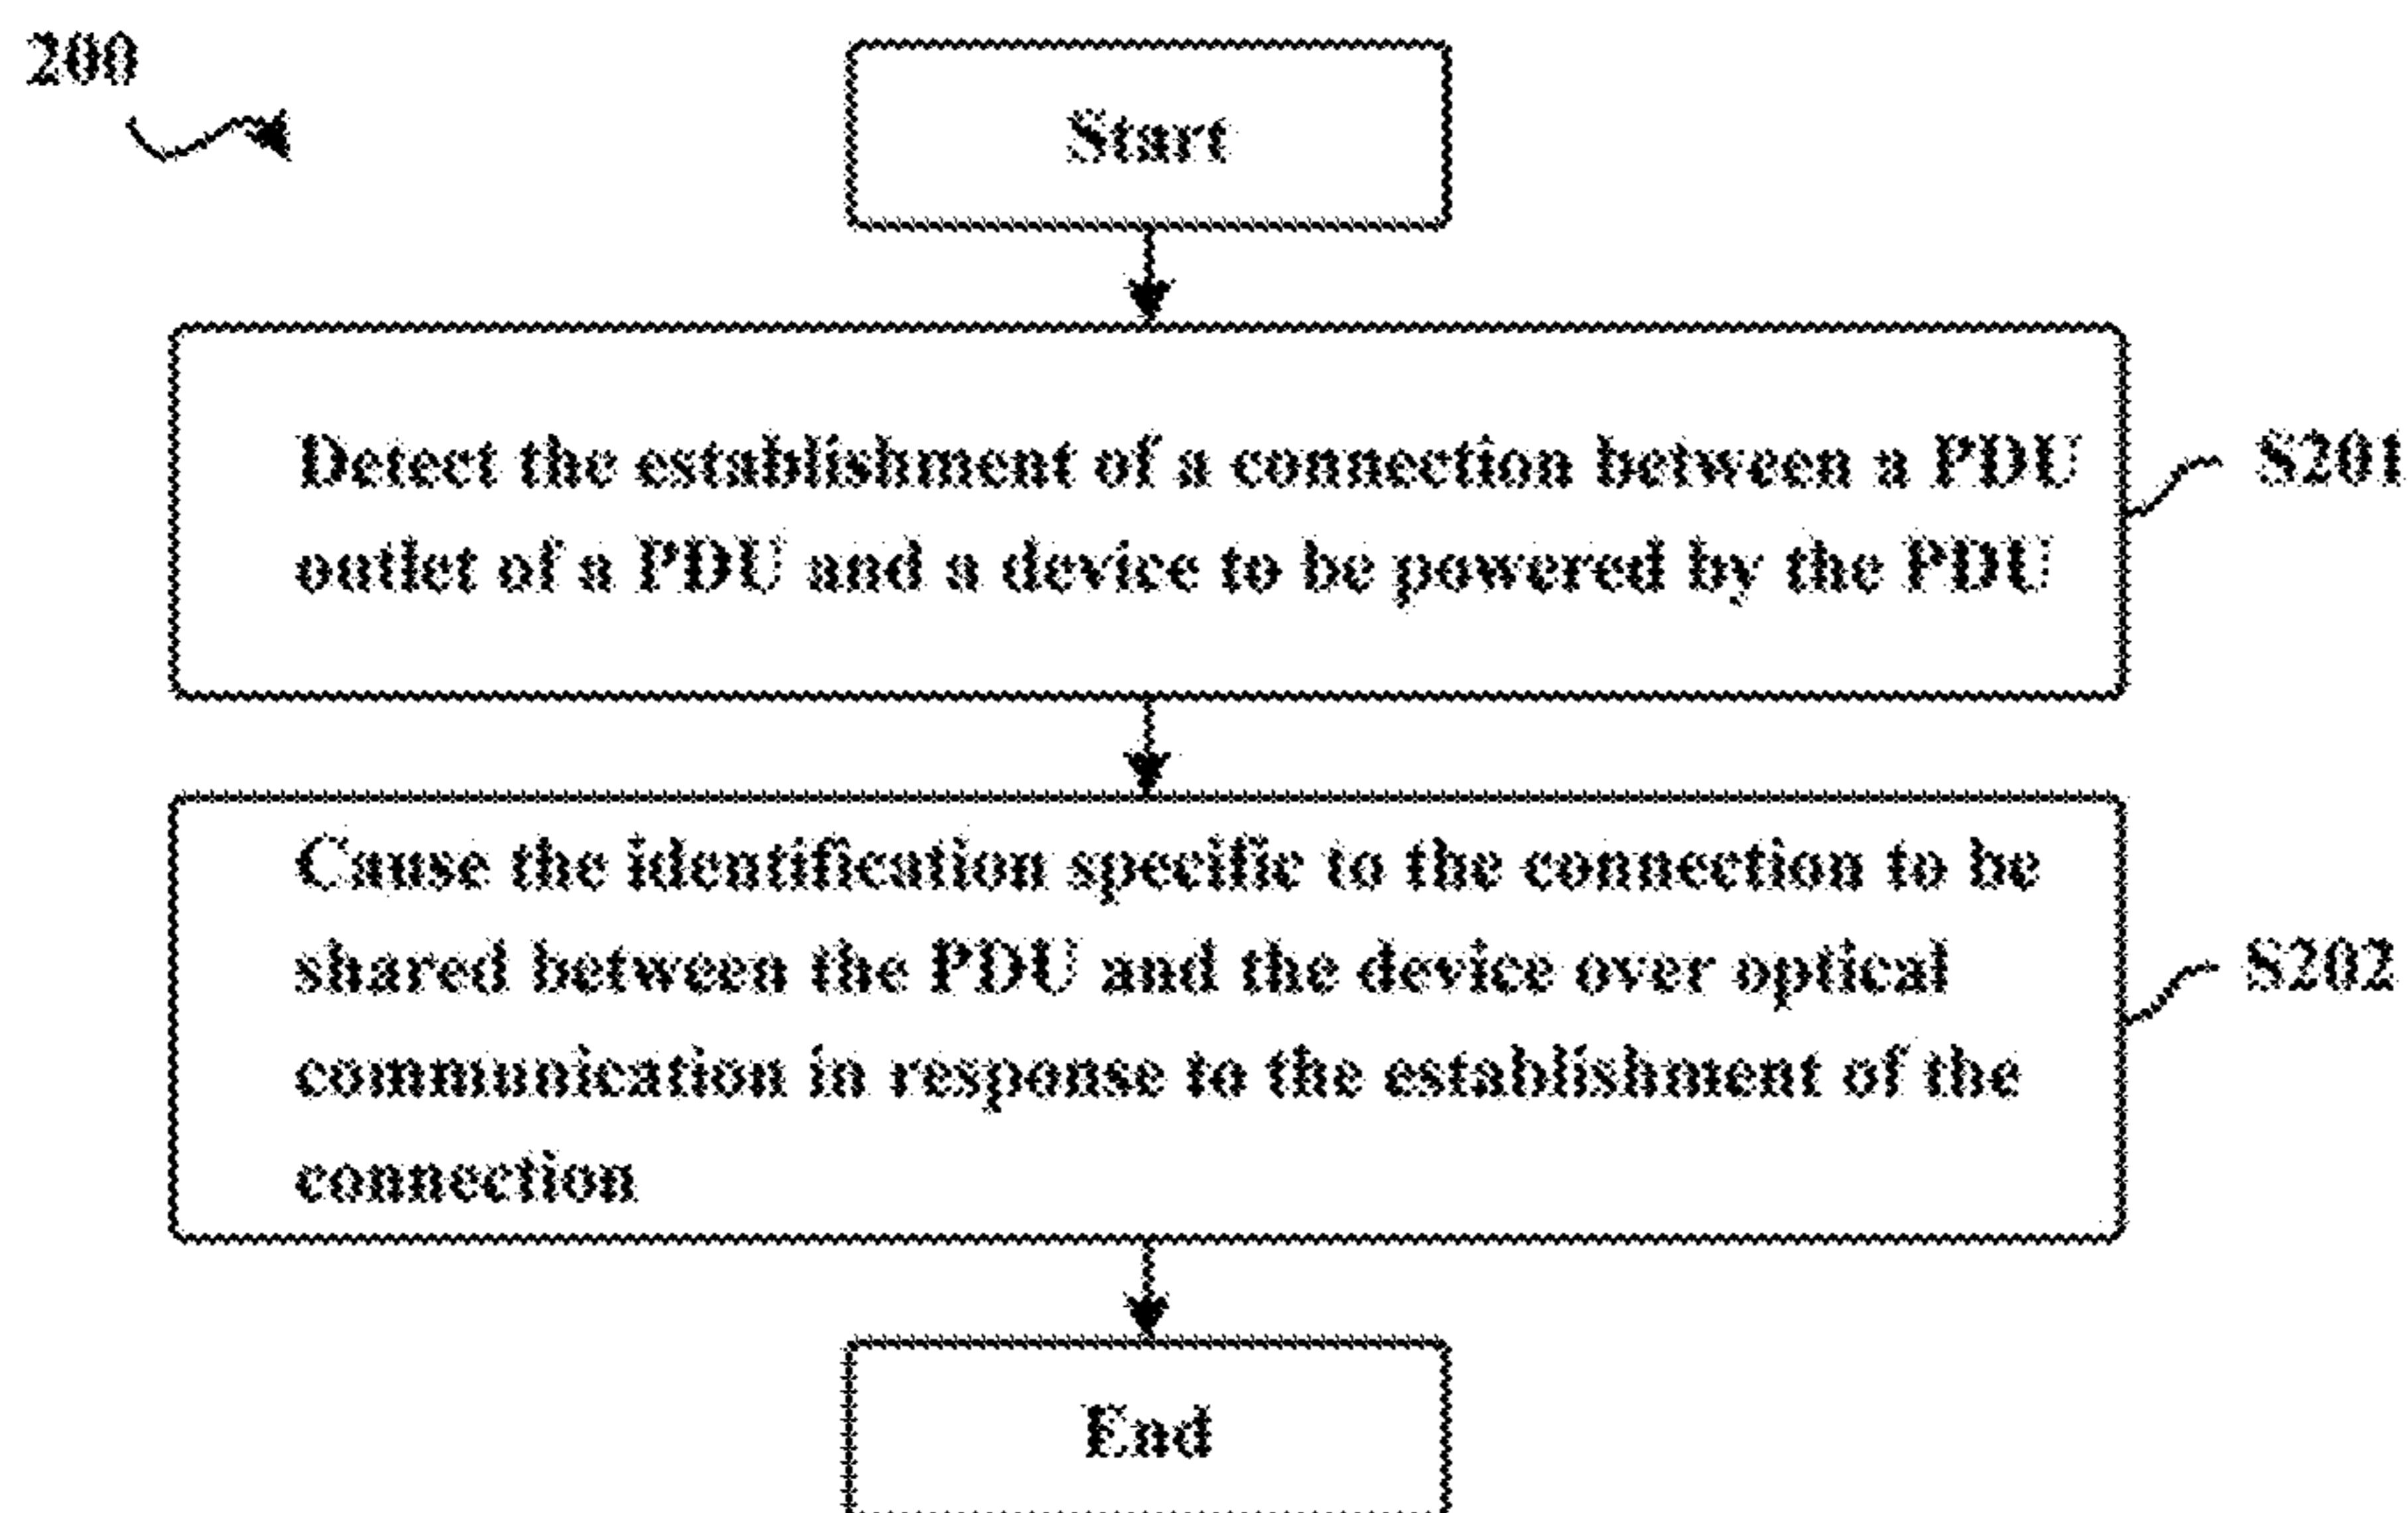 200
Start
Detect the establishment of a connection between a PDU
outlet of a PDU and a device to be powered by the PDU
S201
Cause the identification specific to the connection to be
shared between the PDU and the device over optical
communication in response to the establishment of the
connection
S202
End